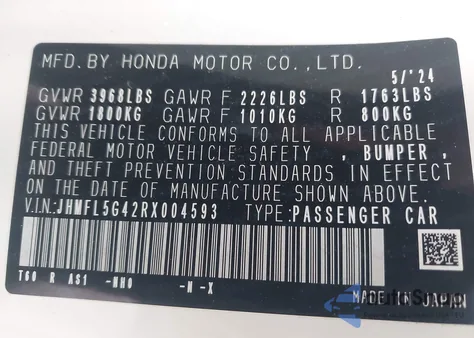 MFD.BY HONDA MOTOR CO.,LTD.
5/'24
GVWR 3968LBS GAWR F 2226LBS R 1763LBS
GVWR 1800KG GAWR F 1010KG R 800KG
THIS VEHICLE CONFORMS TO ALL APPLICABLE
FEDERAL MOTOR VEHICLE SAFETY , BUMPER ,
AND THEFT PREVENTION STANDARDS IN EFFECT
ON THE DATE OF MANUFACTURE SHOWN ABOVE.
V.I.N:JHMFL5G42RX004593 TYPE:PASSENGER CAR
T60 R AS1 -NH0 -N -X
MADE IN JAPAN